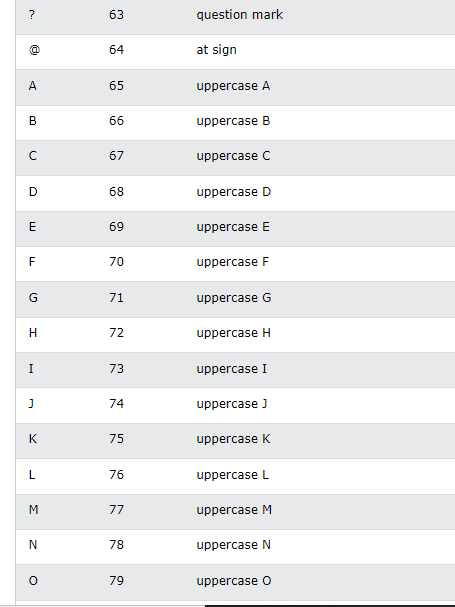 ? 63 question mark
@ 64 at sign
A 65 uppercase A
B 66 uppercase B
C 67 uppercase C
D 68 uppercase D
E 69 uppercase E
F 70 uppercase F
G 71 uppercase G
H 72 uppercase H
I 73 uppercase I
J 74 uppercase J
K 75 uppercase K
L 76 uppercase L
M 77 uppercase M
N 78 uppercase N
O 79 uppercase O